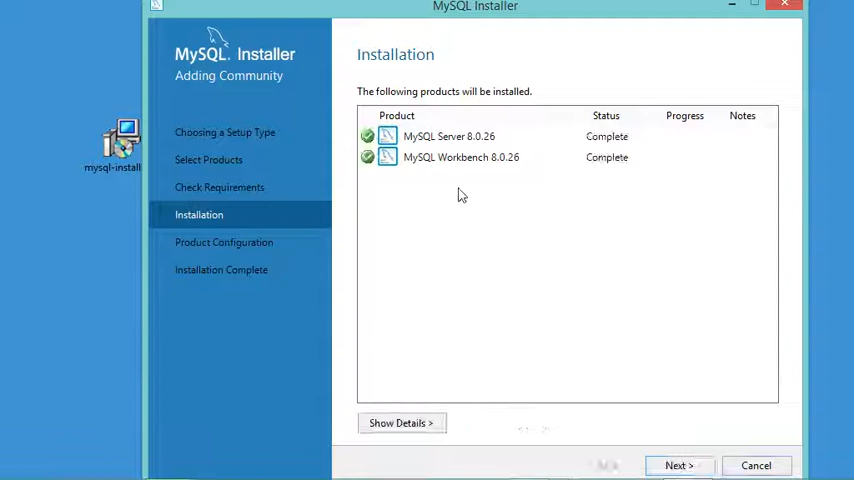 MySQL Installer
MySQL. Installer
Adding Community
Choosing a Setup Type
Select Products
Check Requirements
Installation
Product Configuration
Installation Complete
mysql-install
Installation
The following products will be installed.
Product Status Progress Notes
MySQL Server 8.0.26 Complete
MySQL Workbench 8.0.26 Complete
Show Details >
Next > Cancel